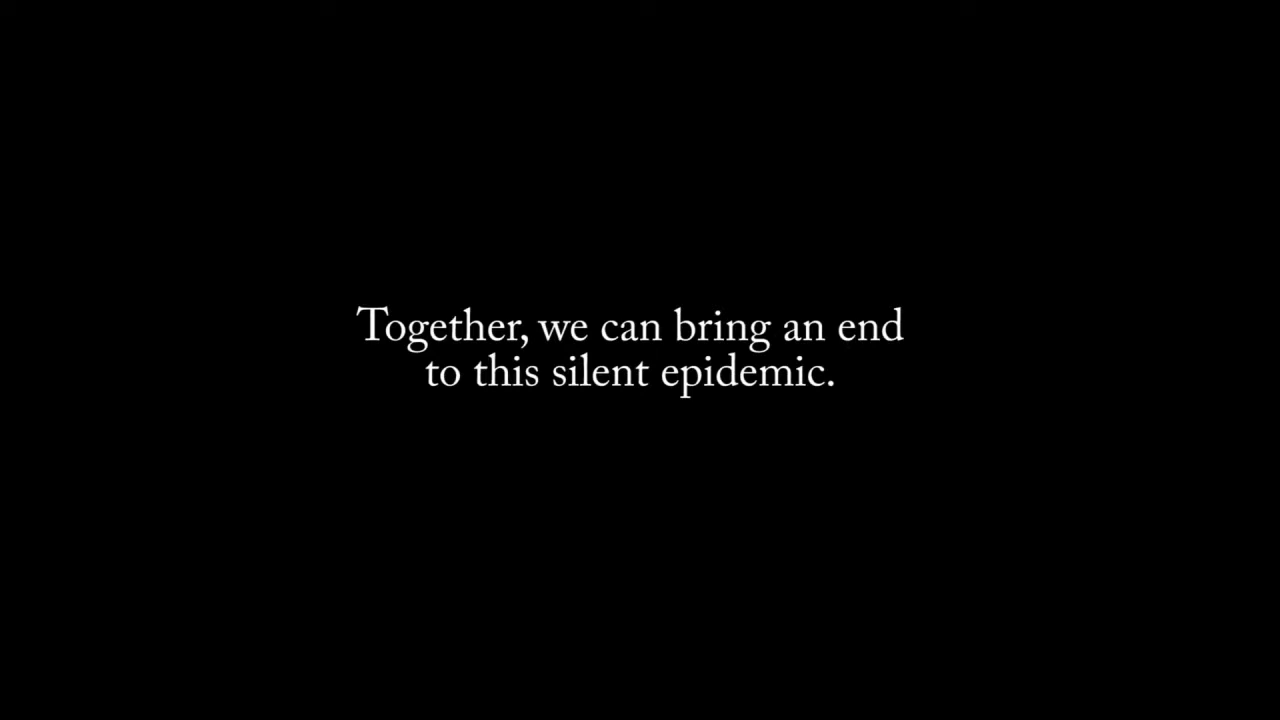 Together, we can bring an end
to this silent epidemic.